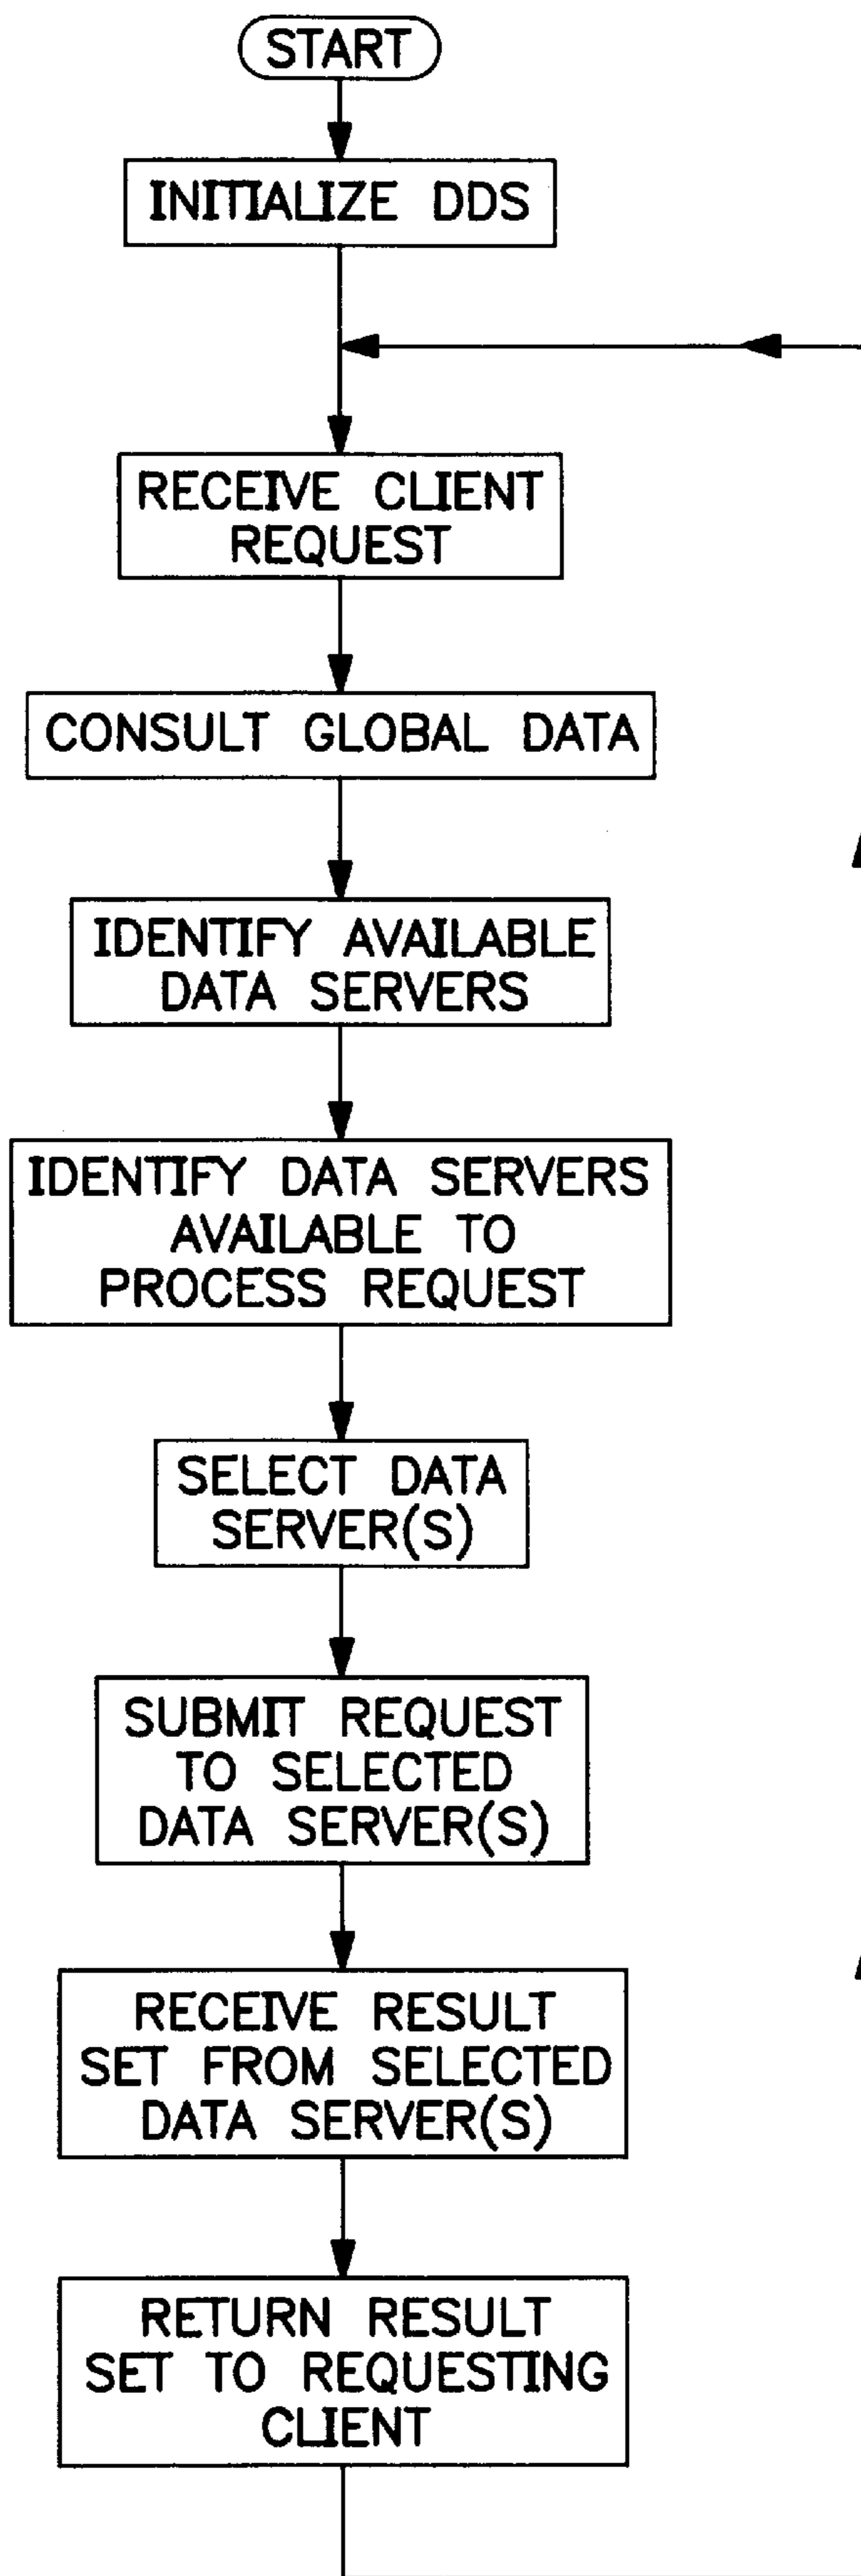 START
INITIALIZE DDS
RECEIVE CLIENT
REQUEST
CONSULT GLOBAL DATA
IDENTIFY AVAILABLE
DATA SERVERS
IDENTIFY DATA SERVERS
AVAILABLE TO
PROCESS REQUEST
SELECT DATA
SERVER(S)
SUBMIT REQUEST
TO SELECTED
DATA SERVER(S)
RECEIVE RESULT
SET FROM SELECTED
DATA SERVER(S)
RETURN RESULT
SET TO REQUESTING
CLIENT